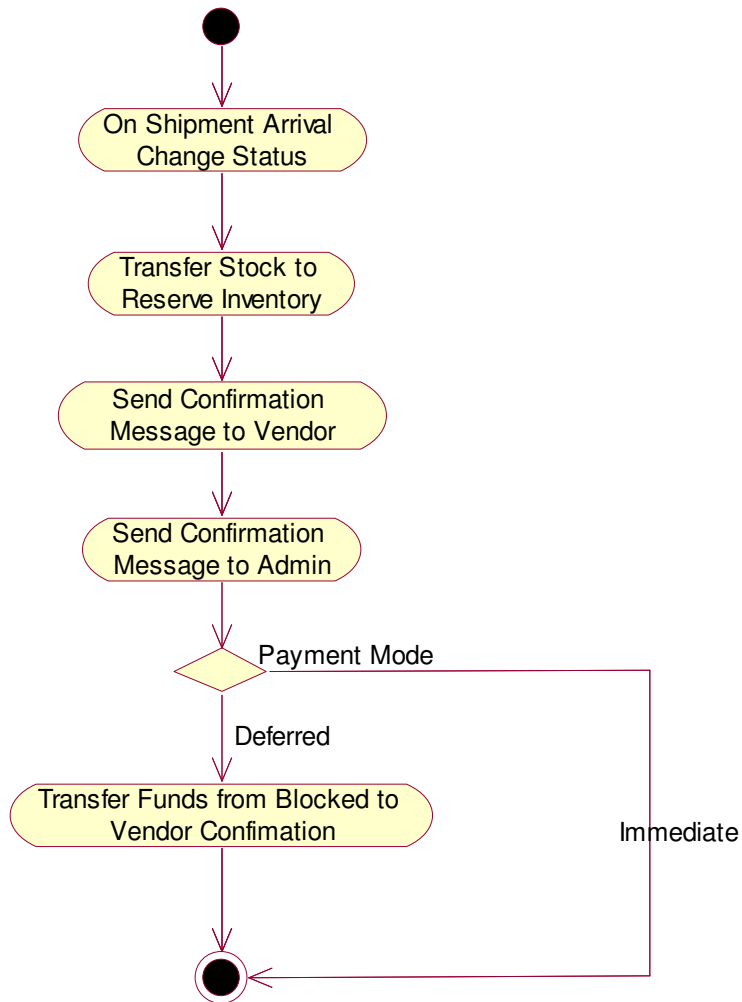 On Shipment Arrival
Change Status
Transfer Stock to
Reserve Inventory
Send Confirmation
Message to Vendor
Send Confirmation
Message to Admin
Payment Mode
Deferred
Transfer Funds from Blocked to
Vendor Confimation
Immediate